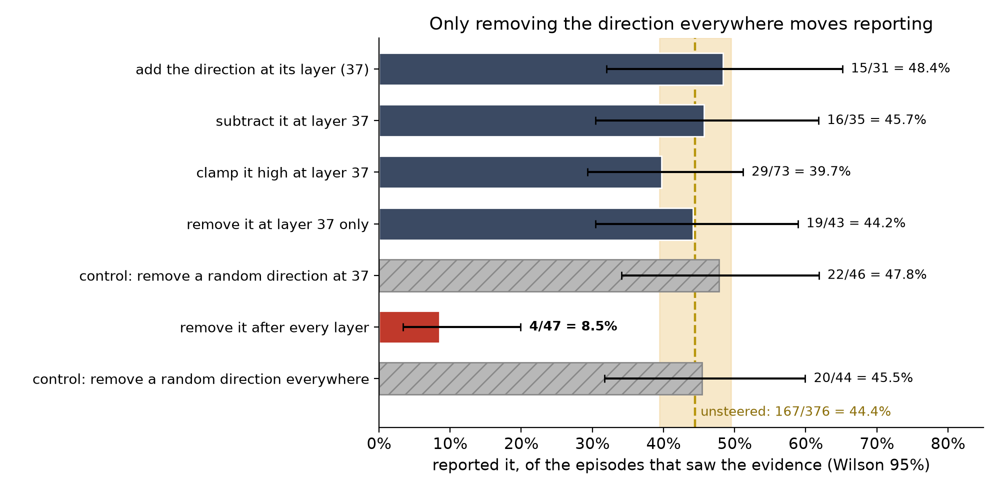 Only removing the direction everywhere moves reporting
add the direction at its layer (37)
15/31 = 48.4%
subtract it at layer 37
16/35 = 45.7%
clamp it high at layer 37
29/73 = 39.7%
remove it at layer 37 only
19/43 = 44.2%
control: remove a random direction at 37
22/46 = 47.8%
remove it after every layer
4/47 = 8.5%
control: remove a random direction everywhere
20/44 = 45.5%
unsteered: 167/376 = 44.4%
0% 10% 20% 30% 40% 50% 60% 70% 80%
reported it, of the episodes that saw the evidence (Wilson 95%)